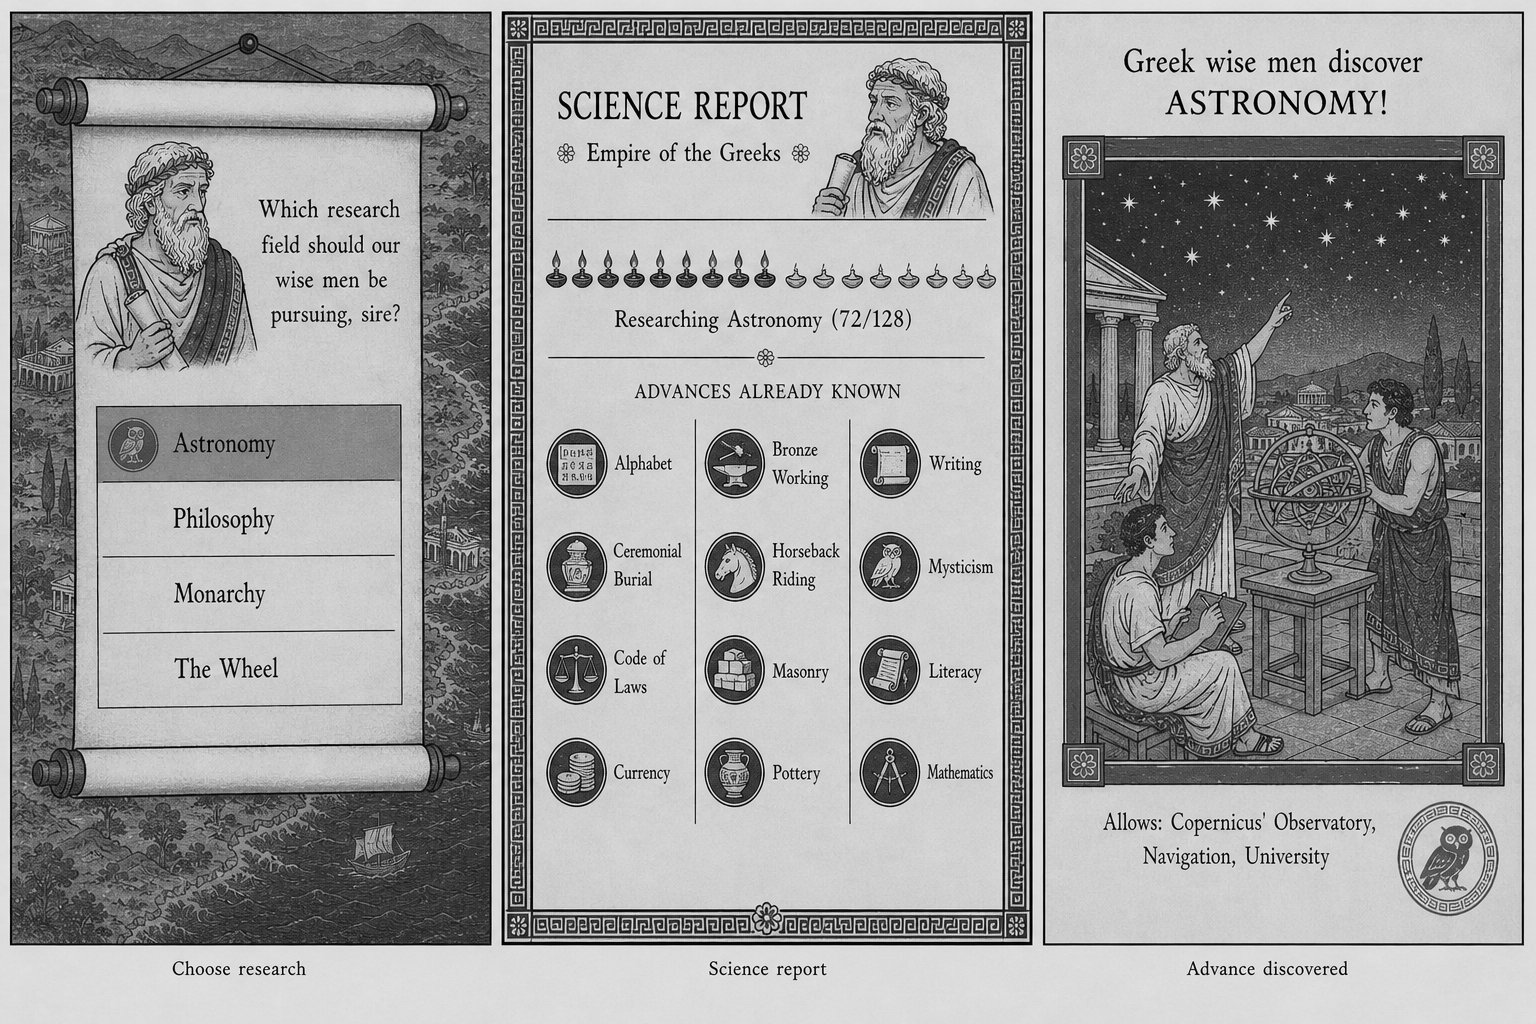 Which research
field should our
wise men be
pursuing, sire?
Astronomy
Philosophy
Monarchy
The Wheel
Choose research
SCIENCE REPORT
Empire of the Greeks
Researching Astronomy (72/128)
ADVANCES ALREADY KNOWN
Alphabet
Bronze
Working
Writing
Ceremonial
Burial
Horseback
Riding
Mysticism
Code of
Laws
Masonry
Literacy
Currency
Pottery
Mathematics
Science report
Greek wise men discover
ASTRONOMY!
Allows: Copernicus' Observatory,
Navigation, University
Advance discovered